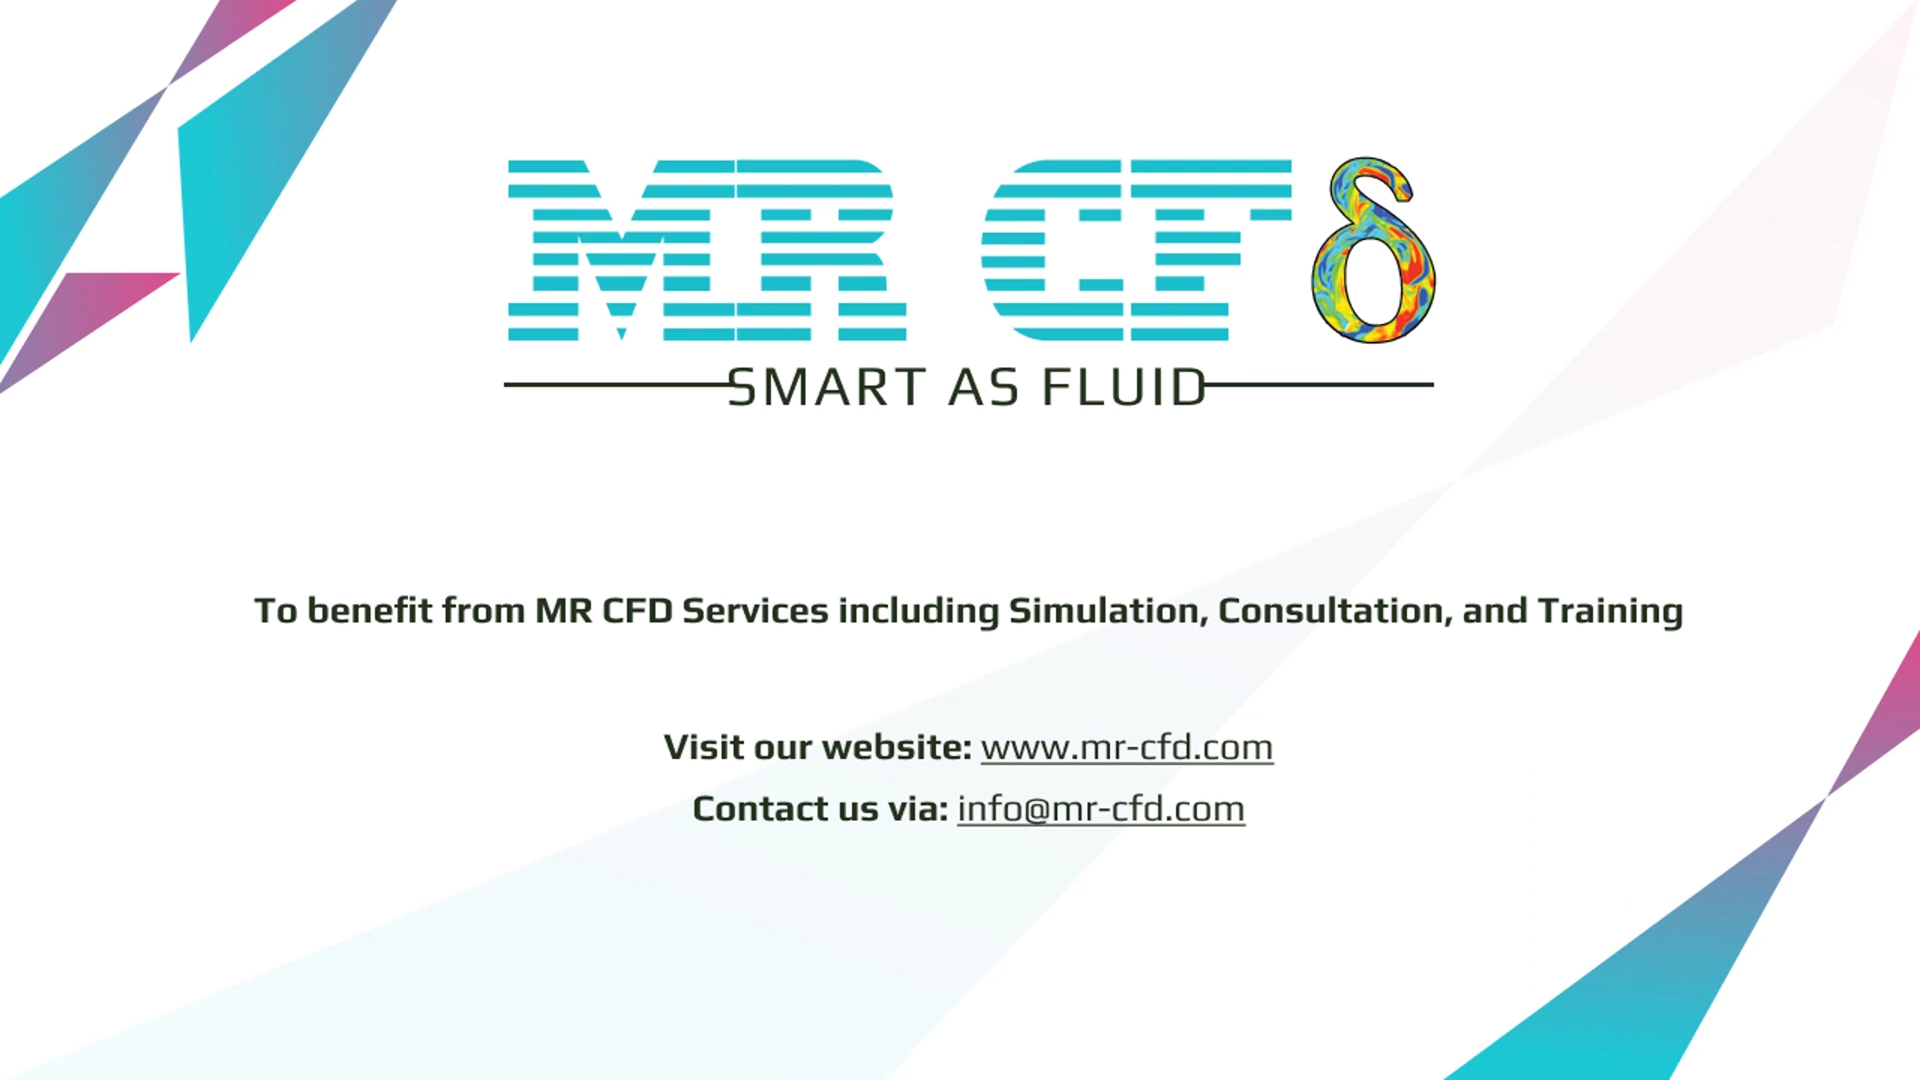 MR CFδ
SMART AS FLUID
To benefit from MR CFD Services including Simulation, Consultation, and Training
Visit our website: www.mr-cfd.com
Contact us via: info@mr-cfd.com